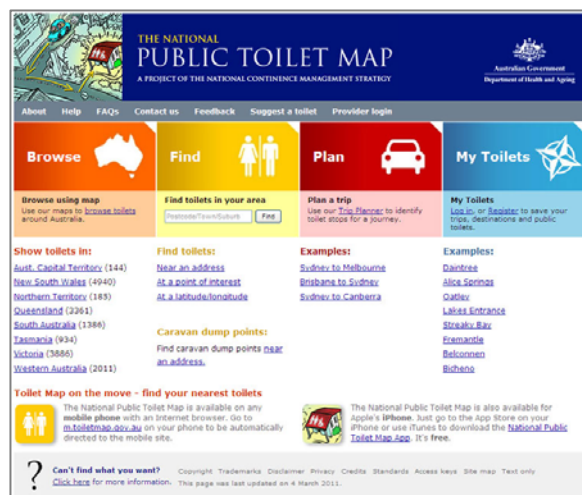 THE NATIONAL
PUBLIC TOILET MAP
A PROJECT OF THE NATIONAL CONTINENCE MANAGEMENT STRATEGY
Australian Government
Department of Health and Ageing
About Help FAQs Contact us Feedback Suggest a toilet Provider login
Browse
Find
Plan
My Toilets
Browse using map
Use our maps to browse toilets
around Australia.
Find toilets in your area
Postcode/Town/Suburb Find
Plan a trip
Use our Trip Planner to identify
toilet stops for a journey.
My Toilets
Log in, or Register to save your
trips, destinations and public
toilets.
Show toilets in:
Aust. Capital Territory (144)
New South Wales (4940)
Northern Territory (185)
Queensland (3361)
South Australia (1386)
Tasmania (934)
Victoria (3886)
Western Australia (2011)
Find toilets:
Near an address
At a point of interest
At a latitude/longitude
Caravan dump points:
Find caravan dump points near
an address.
Examples:
Sydney to Melbourne
Brisbane to Sydney
Sydney to Canberra
Examples:
Daintree
Alice Springs
Oatley
Lakes Entrance
Streaky Bay
Fremantle
Belconnen
Bicheno
Toilet Map on the move - find your nearest toilets
The National Public Toilet Map is available on any
mobile phone with an Internet browser. Go to
m.toiletmap.gov.au on your phone to be automatically
directed to the mobile site.
The National Public Toilet Map is also available for
Apple's iPhone. Just go to the App Store on your
iPhone or use iTunes to download the National Public
Toilet Map App. It's free.
?
Can't find what you want?
Click here for more information.
Copyright Trademarks Disclaimer Privacy Credits Standards Access keys Site map Text only
This page was last updated on 4 March 2011.